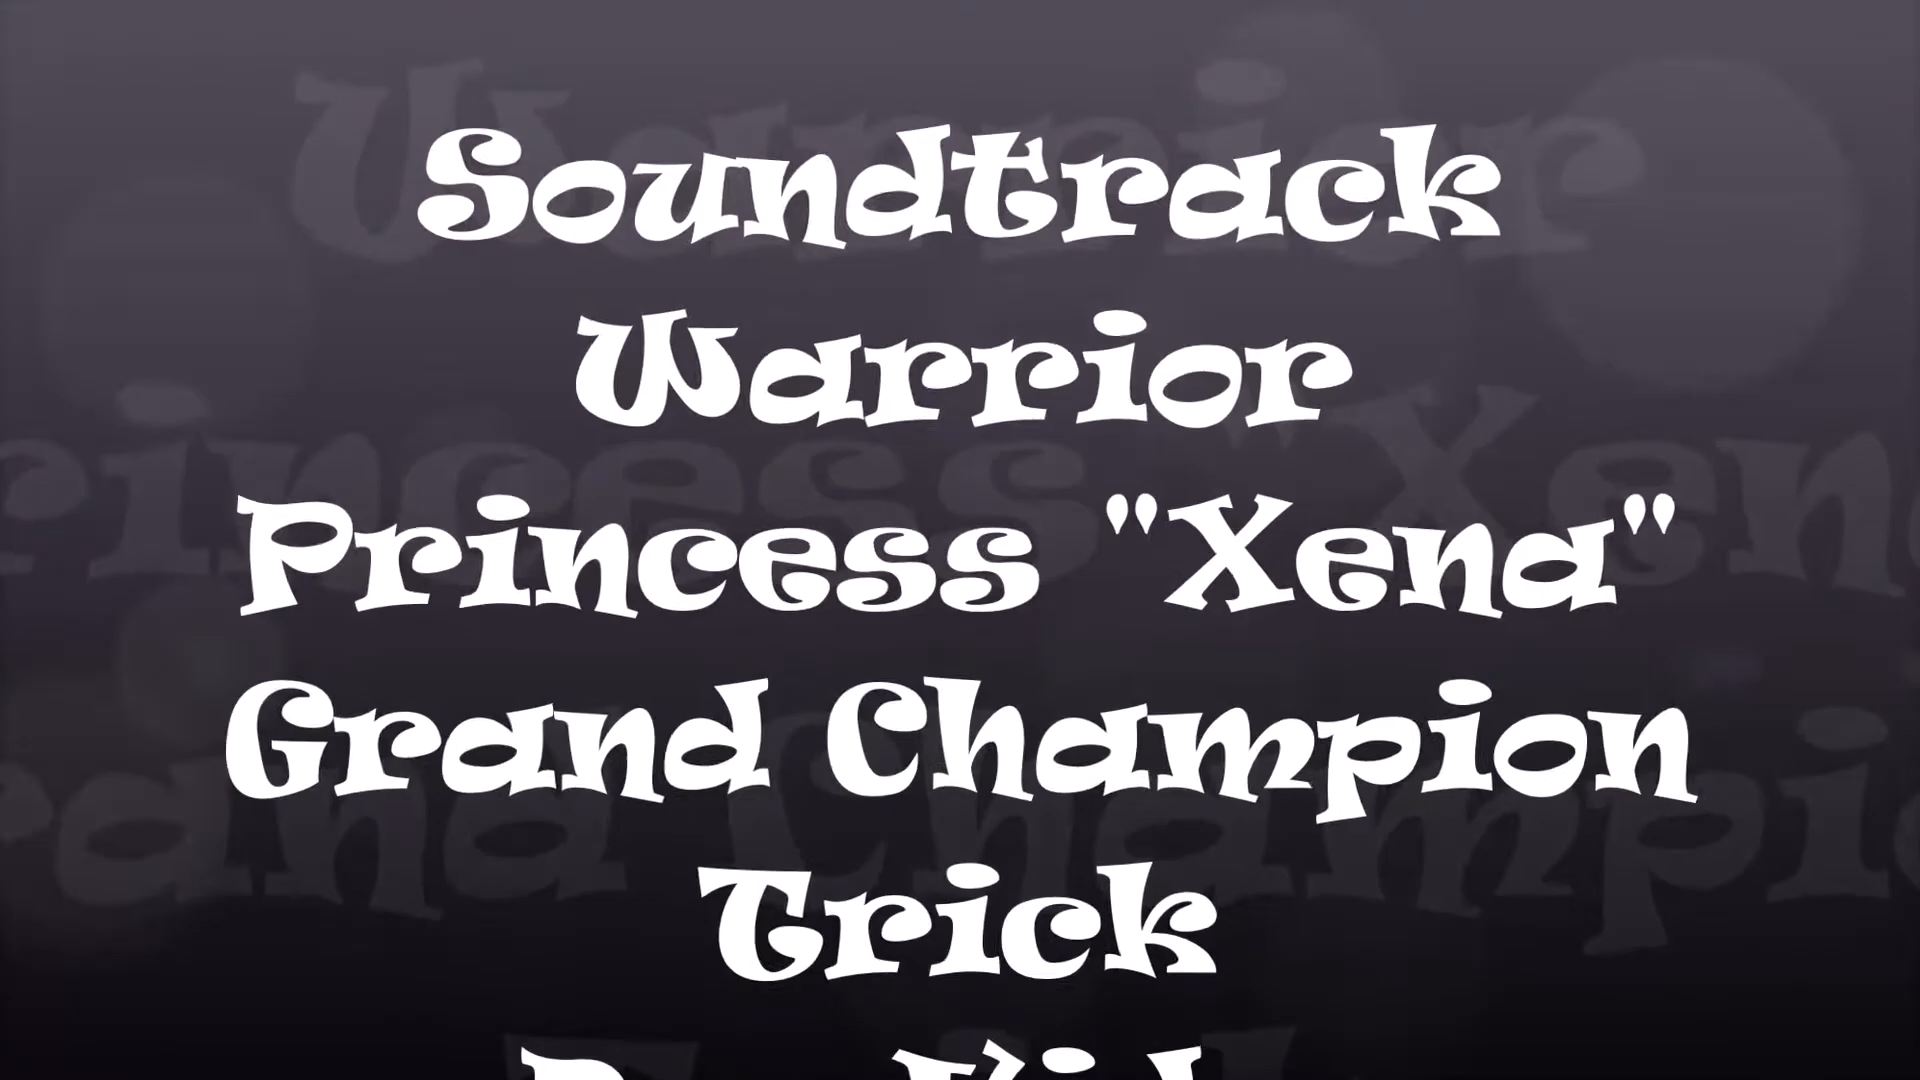 Soundtrack
Warrior
Princess "Xena"
Grand Champion
Trick